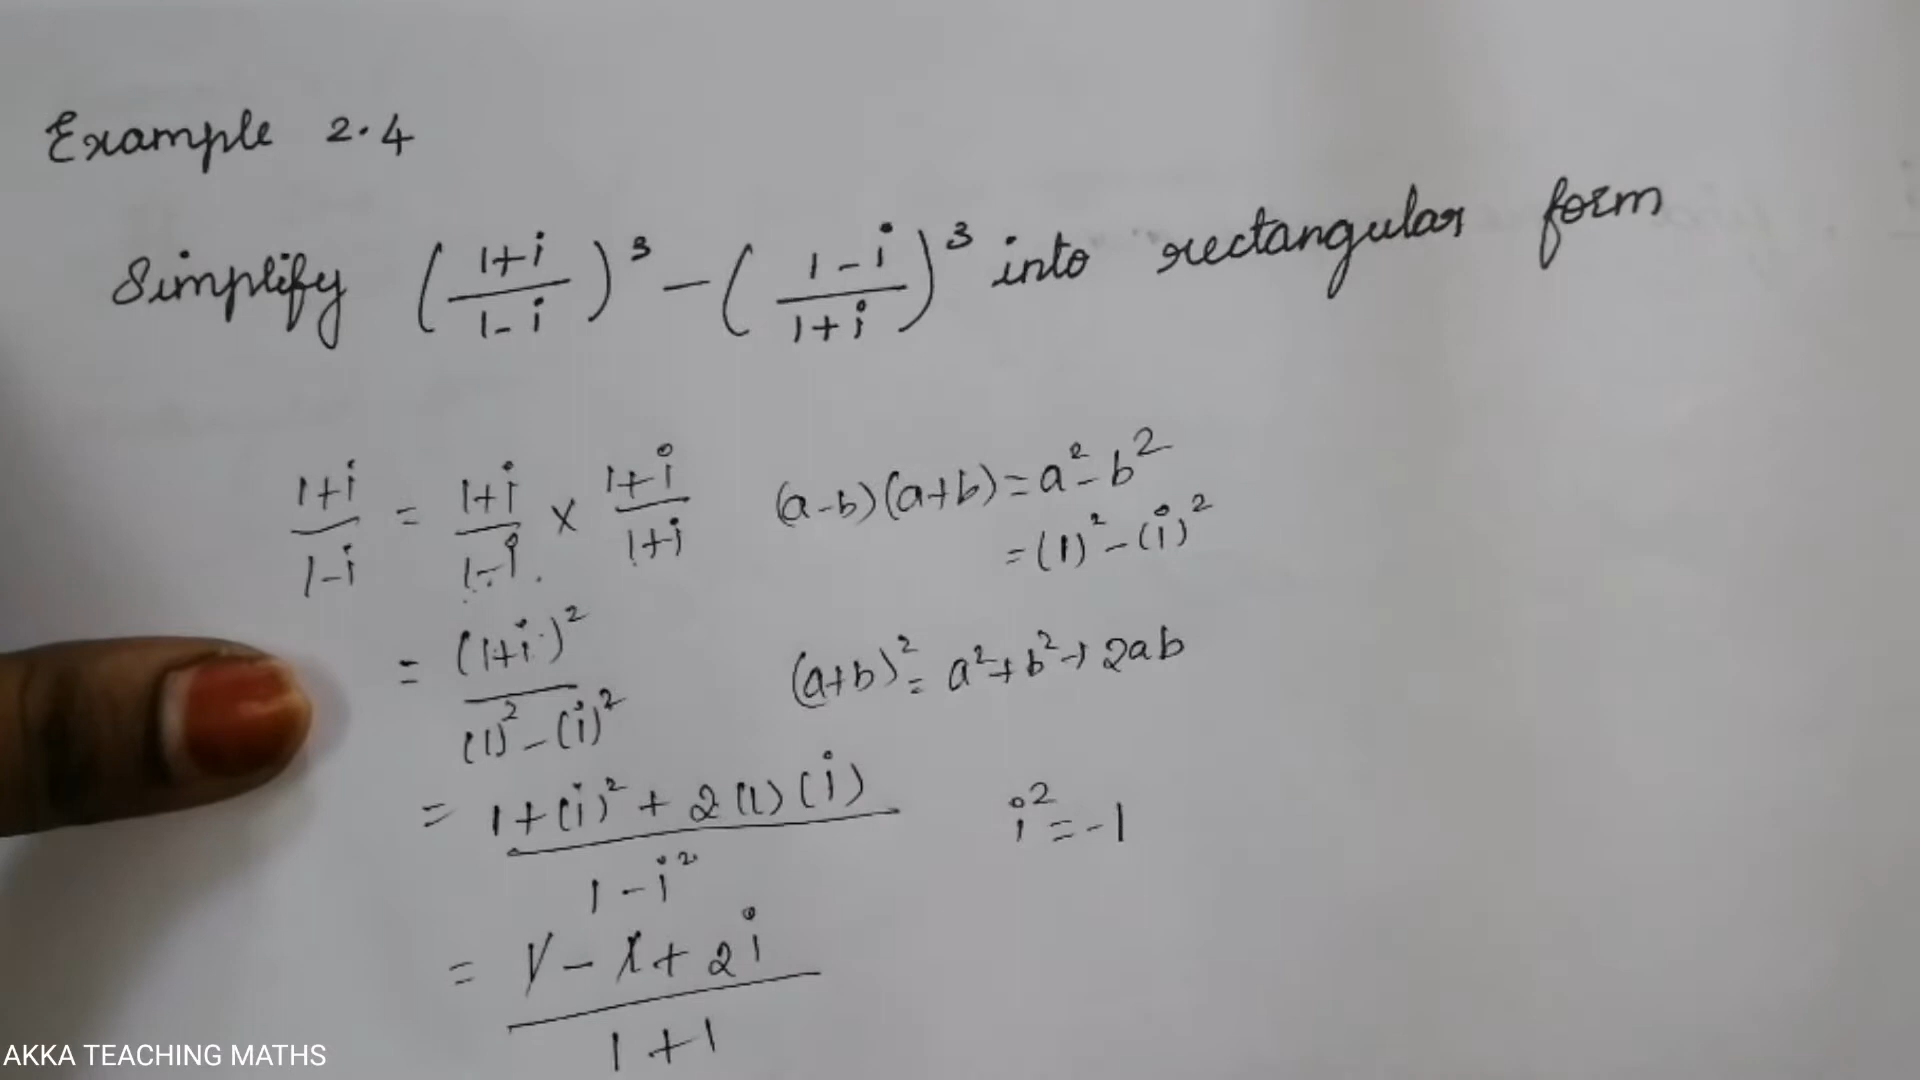 Example 2.4
Simplify (1+i/1-i)³ - (1-i/1+i)³ into rectangular form
1+i/1-i = 1+i/1-i × 1+i/1+i (a-b)(a+b) = a²-b²
= (1)²-(i)²
= (1+i)²/(1)²-(i)² (a+b)² = a²+b²+2ab
= 1+(i)²+2(1)(i)/1-i² i²=-1
= 1-1+2i/1+1
AKKA TEACHING MATHS